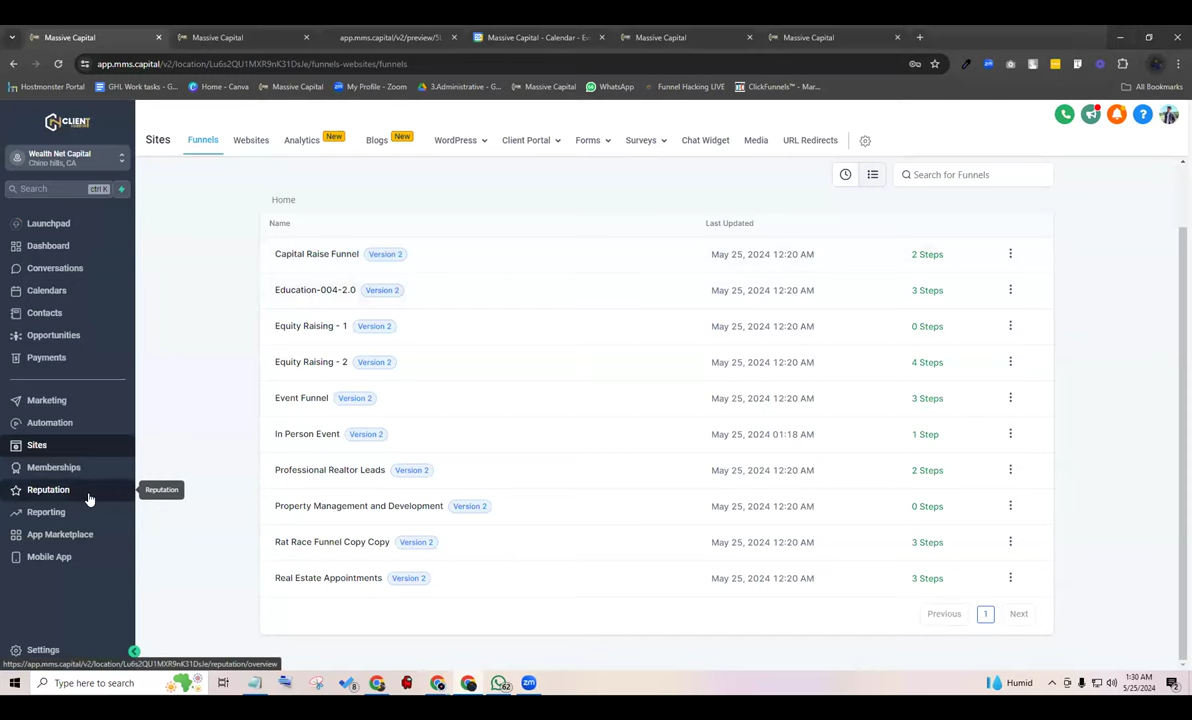 Massive Capital
Massive Capital
app.mms.capital/v2/preview/5L
Massive Capital - Calendar - Ev
Massive Capital
Massive Capital
app.mms.capital/v2/location/Lu6s2QU1MXR9nK31DsJe/funnels-websites/funnels
Hostmonster Portal
GHL Work tasks - G...
Home - Canva
Massive Capital
My Profile - Zoom
3.Administrative - G...
Massive Capital
WhatsApp
Funnel Hacking LIVE
ClickFunnels™ - Mar...
All Bookmarks
CLIENT
Wealth Net Capital
Chino hills, CA
Search
ctrl K
Launchpad
Dashboard
Conversations
Calendars
Contacts
Opportunities
Payments
Marketing
Automation
Sites
Memberships
Reputation
Reputation
Reporting
App Marketplace
Mobile App
Settings
https://app.mms.capital/v2/location/Lu6s2QU1MXR9nK31DsJe/reputation/overview
Sites
Funnels
Websites
Analytics
New
Blogs
New
WordPress
Client Portal
Forms
Surveys
Chat Widget
Media
URL Redirects
Search for Funnels
Home
Name Last Updated
Capital Raise Funnel Version 2 May 25, 2024 12:20 AM 2 Steps
Education-004-2.0 Version 2 May 25, 2024 12:20 AM 3 Steps
Equity Raising - 1 Version 2 May 25, 2024 12:20 AM 0 Steps
Equity Raising - 2 Version 2 May 25, 2024 12:20 AM 4 Steps
Event Funnel Version 2 May 25, 2024 12:20 AM 3 Steps
In Person Event Version 2 May 25, 2024 01:18 AM 1 Step
Professional Realtor Leads Version 2 May 25, 2024 12:20 AM 2 Steps
Property Management and Development Version 2 May 25, 2024 12:20 AM 0 Steps
Rat Race Funnel Copy Copy Version 2 May 25, 2024 12:20 AM 3 Steps
Real Estate Appointments Version 2 May 25, 2024 12:20 AM 3 Steps
Previous 1 Next
Type here to search
8
62
zm
Humid
1:30 AM
5/25/2024
2